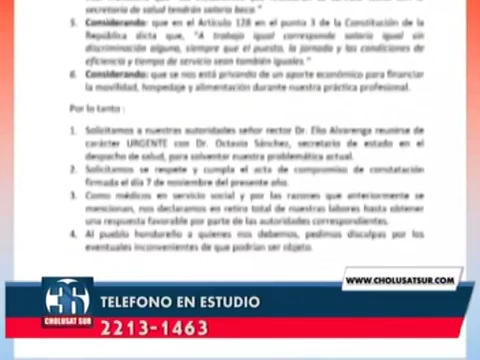 secretaria de salud tendrán salario base."
5. Considerando: que en el Artículo 128 en el punto 3 de la Constitución de la
República dicta que, "A trabajo igual corresponde salario igual sin
discriminación alguna, siempre que el puesto, la jornada y las condiciones de
eficiencia y tiempo de servicio sean también iguales."
6. Considerando: que se nos está privando de un aporte económico para financiar
la movilidad, hospedaje y alimentación durante nuestra práctica profesional.
Por lo tanto :
1. Solicitamos a nuestras autoridades señor rector Dr. Elio Alvarenga reunirse de
carácter URGENTE con Dr. Octavio Sánchez, secretario de estado en el
despacho de salud, para solventar nuestra problemática actual.
2. Solicitamos se respete y cumpla el acta de compromiso de constatación
firmada el día 7 de noviembre del presente año.
3. Como médicos en servicio social y por las razones que anteriormente se
mencionan, nos declaramos en retiro total de nuestras labores hasta obtener
una respuesta favorable por parte de las autoridades correspondientes.
4. Al pueblo hondureño a quienes nos debemos, pedimos disculpas por los
eventuales inconvenientes de que podrían ser objeto.
WWW.CHOLUSATSUR.COM
36
CHOLUSAT SUR
TELEFONO EN ESTUDIO
2213-1463